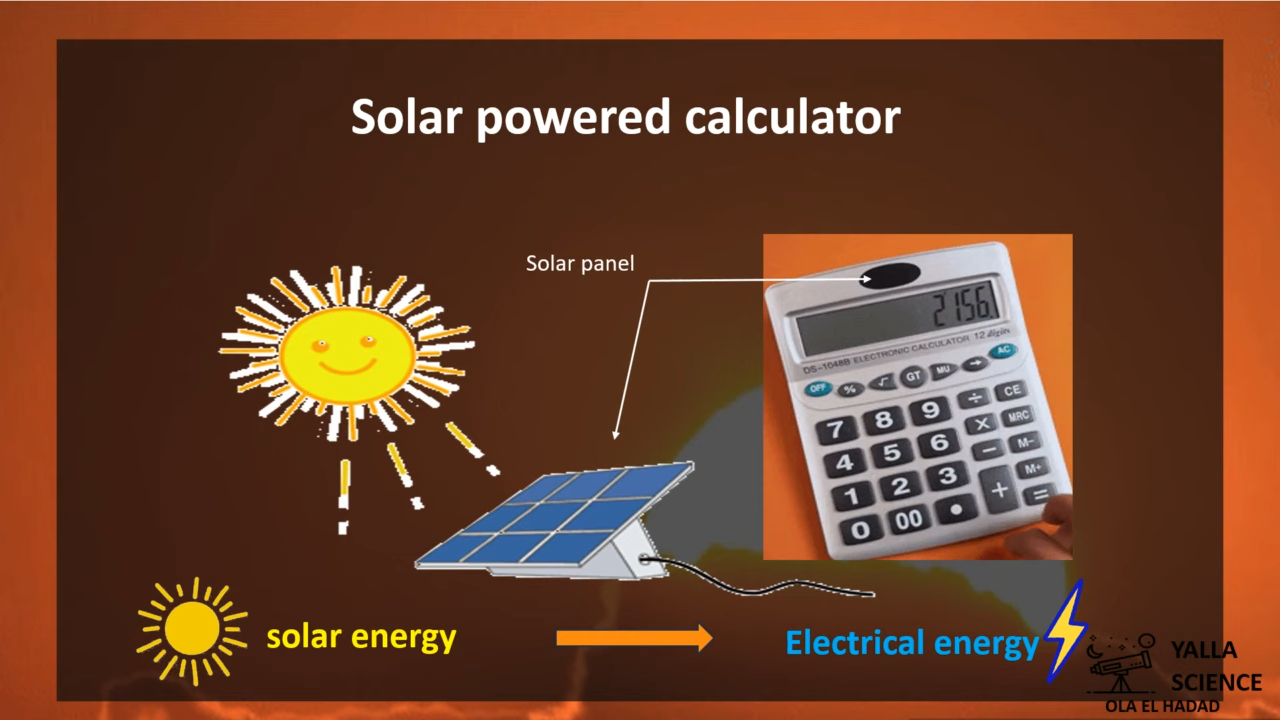 Solar powered calculator
Solar panel
2156.
DS-1048B ELECTRONIC CALCULATOR 12 digits
OFF % √ GT MU → AC
7 8 9 ÷ CE
4 5 6 X MRC
1 2 3 − M-
0 00 • + M+
=
solar energy
Electrical energy
YALLA
SCIENCE
OLA EL HADAD